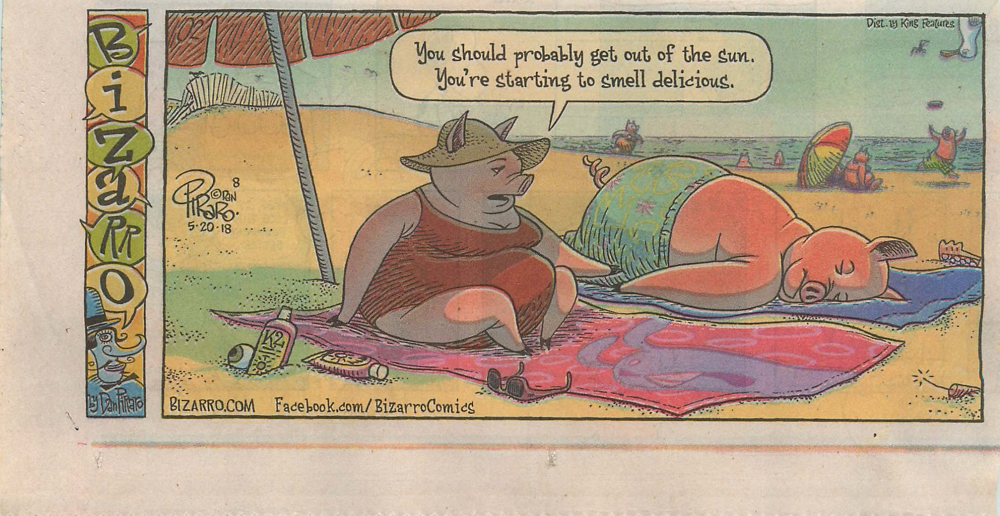 BizaRRO
by Dan Piraro
O2
Dist. by King Features
You should probably get out of the sun.
You're starting to smell delicious.
8
© DAN
PIRARO.
5·20·18
K2
BIZARRO.COM Facebook.com/BizarroComics